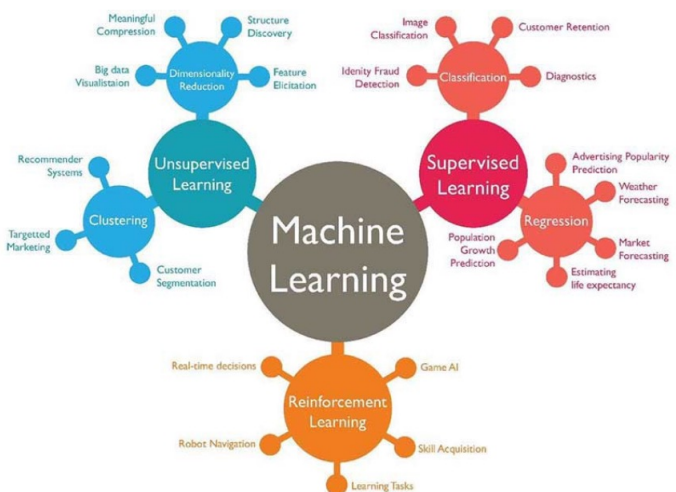 Meaningful
Compression
Structure
Discovery
Big data
Visualistaion
Dimensionality
Reduction
Feature
Elicitation
Unsupervised
Learning
Recommender
Systems
Clustering
Targetted
Marketing
Customer
Segmentation
Image
Classification
Customer Retention
Idenity Fraud
Detection
Classification
Diagnostics
Supervised
Learning
Advertising Popularity
Prediction
Weather
Forecasting
Regression
Population
Growth
Prediction
Market
Forecasting
Estimating
life expectancy
Machine
Learning
Real-time decisions
Game AI
Reinforcement
Learning
Robot Navigation
Skill Acquisition
Learning Tasks